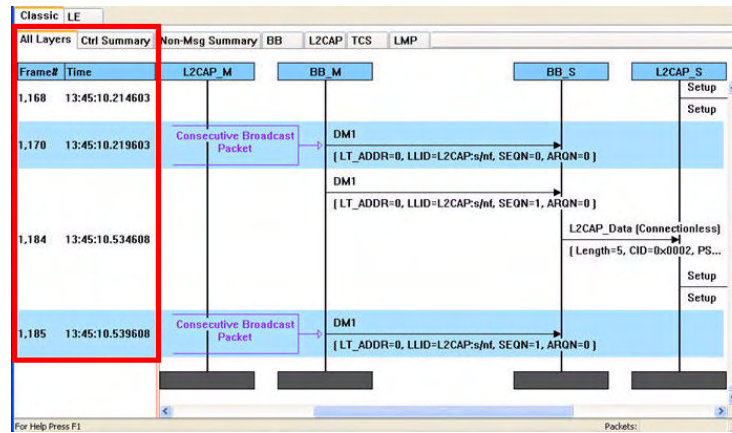 Classic LE
All Layers Ctrl Summary Non-Msg Summary BB L2CAP TCS LMP
Frame# Time L2CAP_M BB_M BB_S L2CAP_S
Setup
1,168 13:45:10.214603
Setup
Consecutive Broadcast Packet
DM1
1,170 13:45:10.219603
[ LT_ADDR=0, LLID=L2CAP:s/nf, SEQN=0, ARQN=0 ]
DM1
[ LT_ADDR=0, LLID=L2CAP:s/nf, SEQN=1, ARQN=0 ]
L2CAP_Data (Connectionless)
1,184 13:45:10.534608
[ Length=5, CID=0x0002, PS...
Setup
Setup
Consecutive Broadcast Packet
DM1
1,185 13:45:10.539608
[ LT_ADDR=0, LLID=L2CAP:s/nf, SEQN=1, ARQN=0 ]
For Help Press F1 Packets: